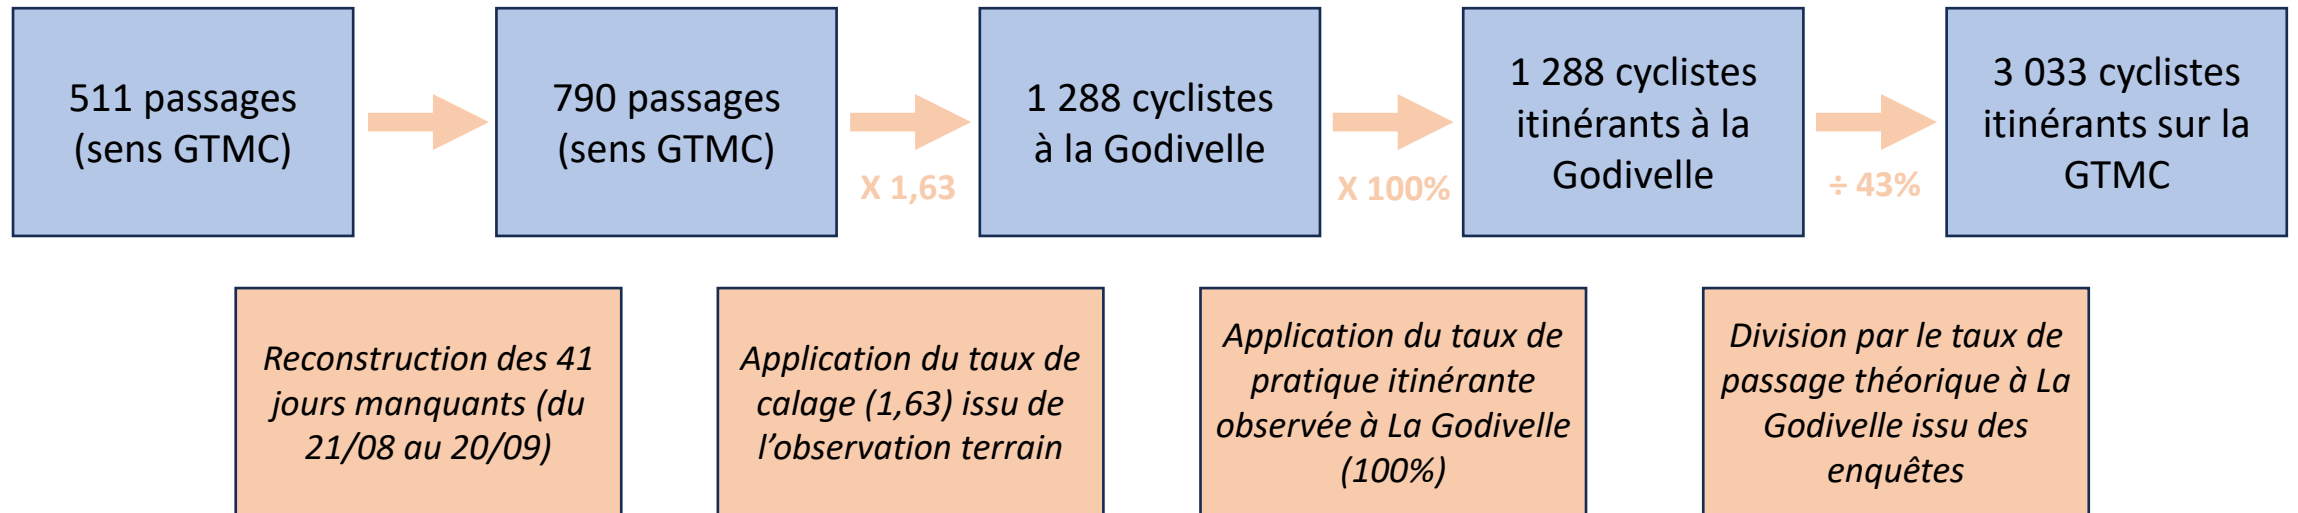 511 passages
(sens GTMC)
790 passages
(sens GTMC)
X 1,63
1 288 cyclistes
à la Godivelle
X 100%
1 288 cyclistes
itinérants à la
Godivelle
÷ 43%
3 033 cyclistes
itinérants sur la
GTMC
Reconstruction des 41
jours manquants (du
21/08 au 20/09)
Application du taux de
calage (1,63) issu de
l’observation terrain
Application du taux de
pratique itinérante
observée à La Godivelle
(100%)
Division par le taux de
passage théorique à La
Godivelle issu des
enquêtes